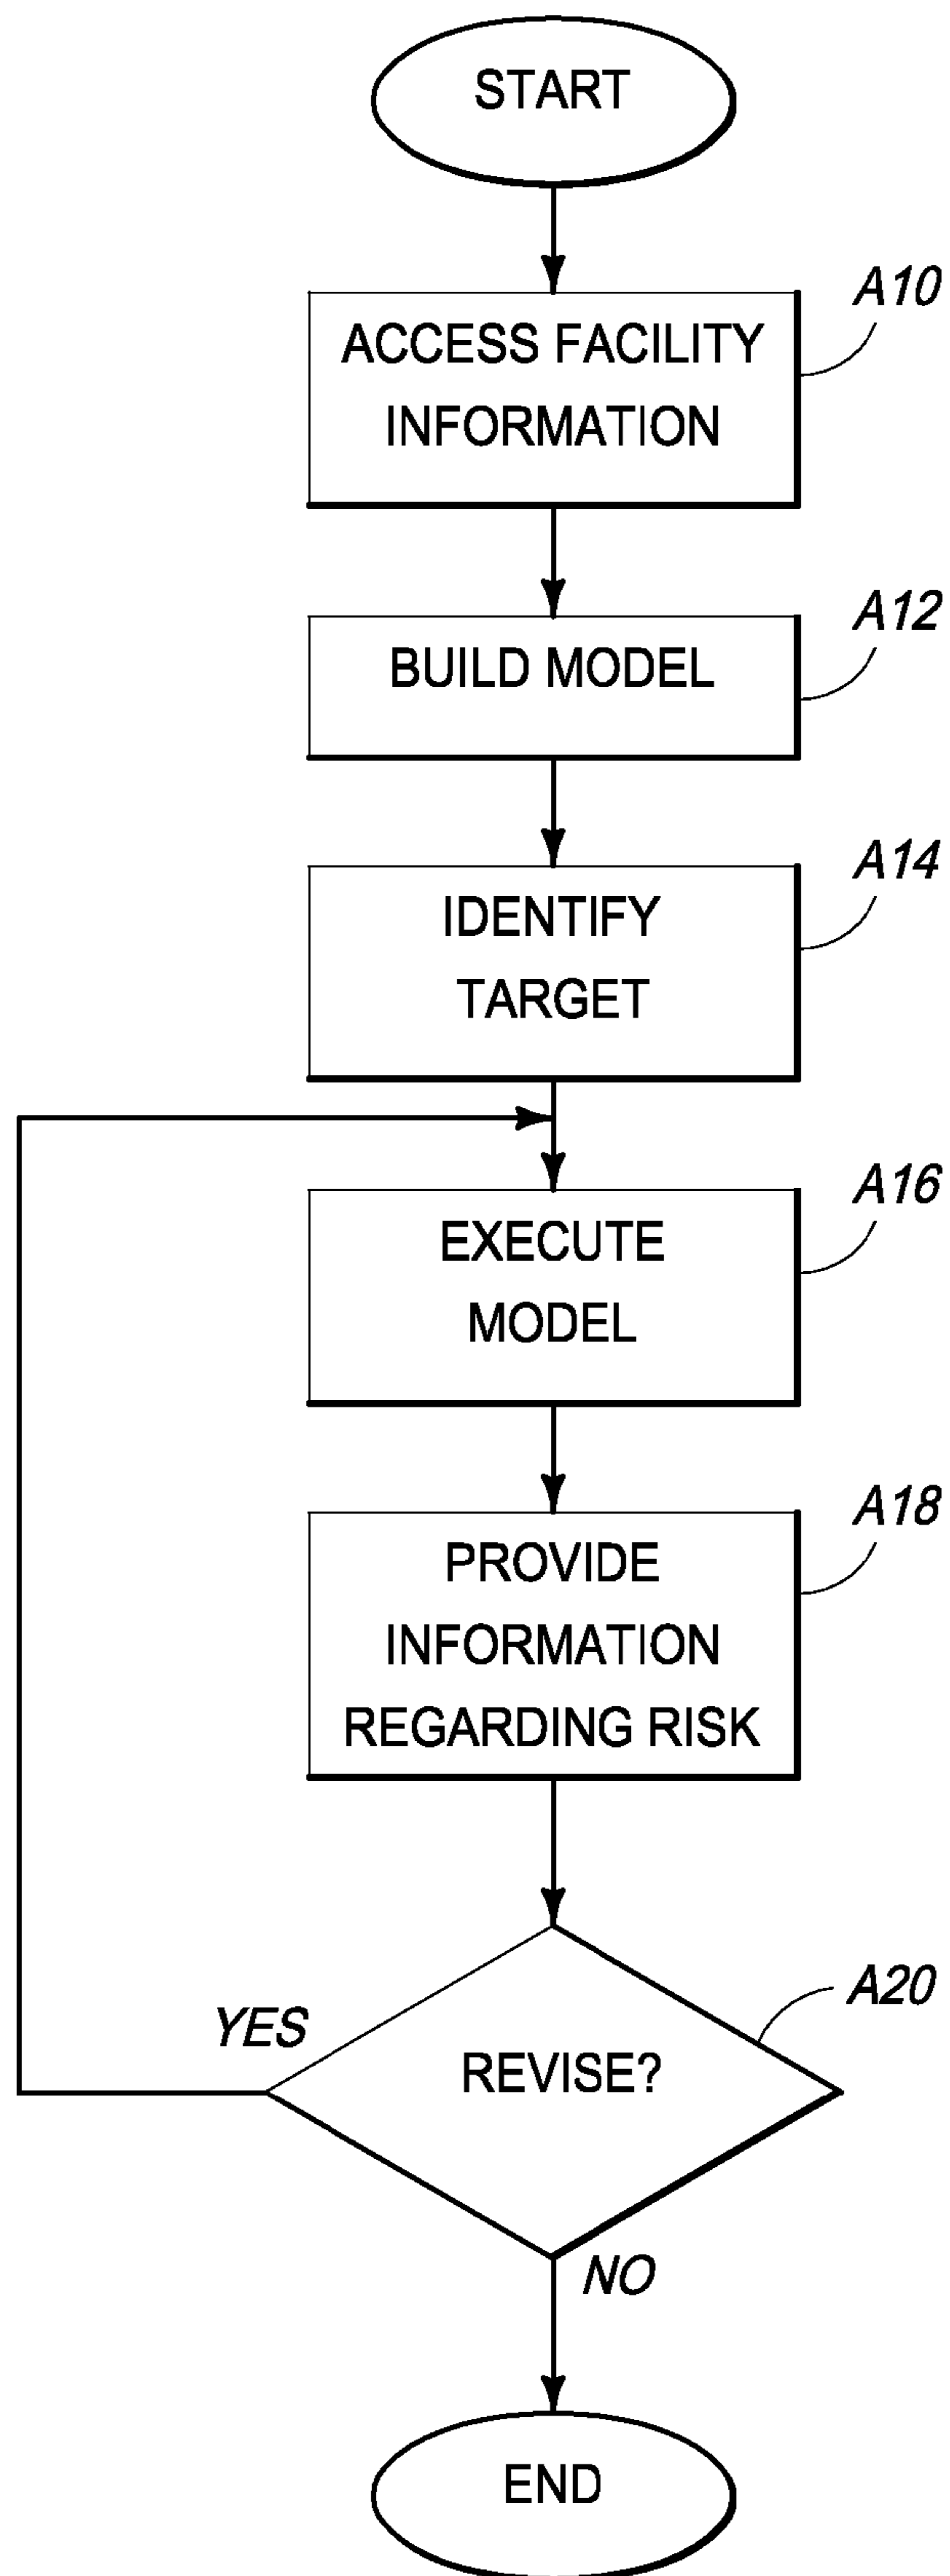 START
A10
ACCESS FACILITY
INFORMATION
A12
BUILD MODEL
A14
IDENTIFY
TARGET
A16
EXECUTE
MODEL
A18
PROVIDE
INFORMATION
REGARDING RISK
A20
YES
REVISE?
NO
END